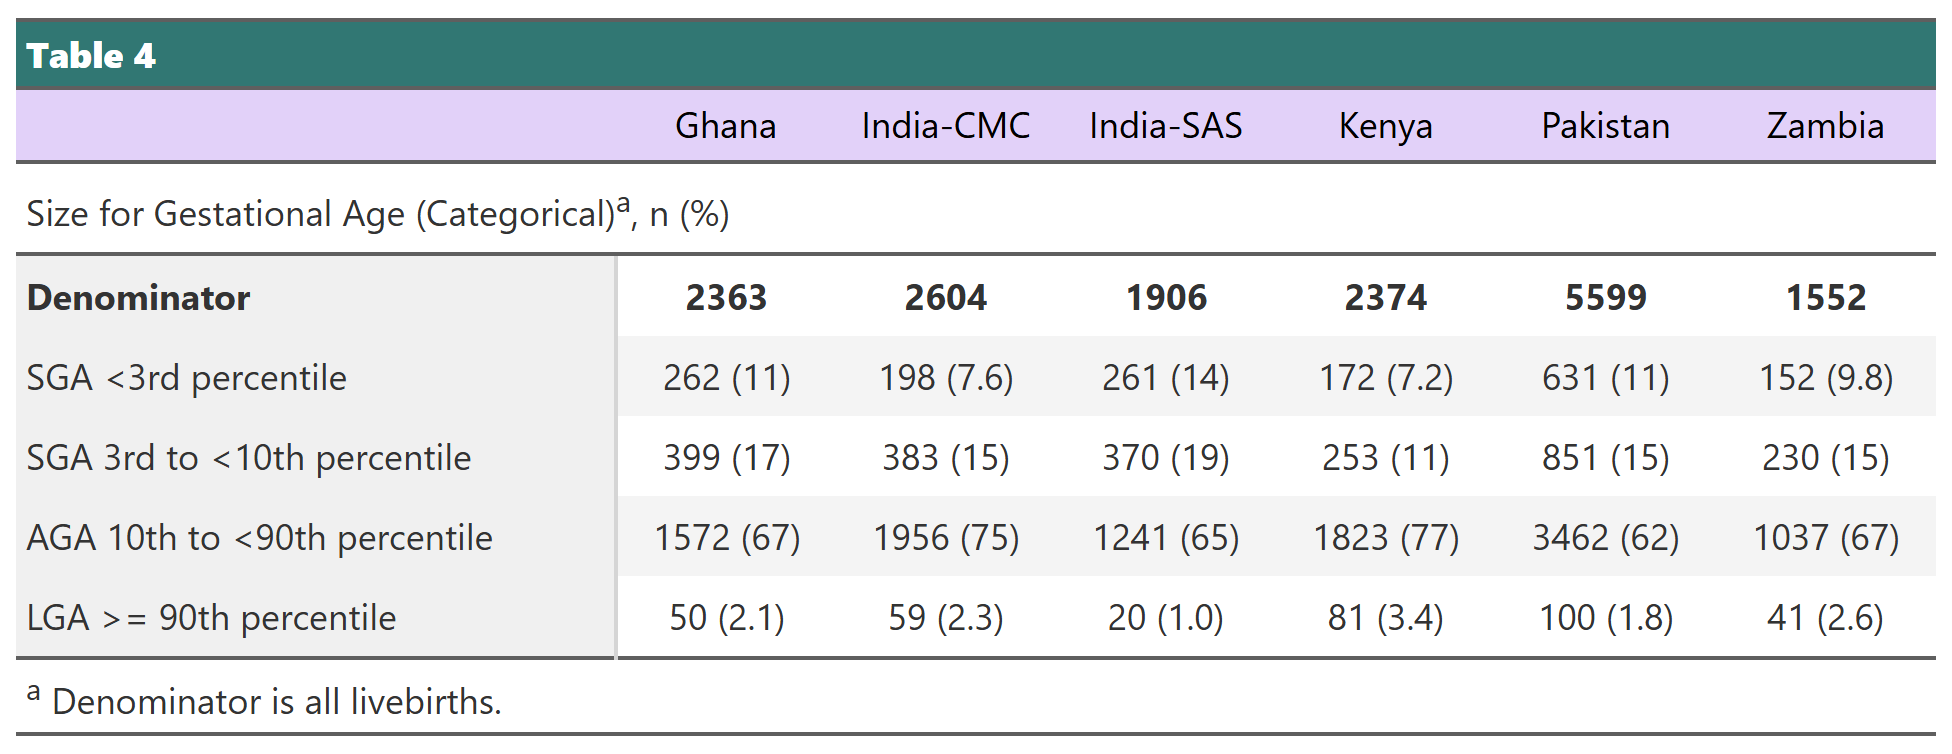 Table 4
Ghana India-CMC India-SAS Kenya Pakistan Zambia
Size for Gestational Age (Categorical)ᵃ, n (%)
Denominator 2363 2604 1906 2374 5599 1552
SGA <3rd percentile 262 (11) 198 (7.6) 261 (14) 172 (7.2) 631 (11) 152 (9.8)
SGA 3rd to <10th percentile 399 (17) 383 (15) 370 (19) 253 (11) 851 (15) 230 (15)
AGA 10th to <90th percentile 1572 (67) 1956 (75) 1241 (65) 1823 (77) 3462 (62) 1037 (67)
LGA >= 90th percentile 50 (2.1) 59 (2.3) 20 (1.0) 81 (3.4) 100 (1.8) 41 (2.6)
ᵃ Denominator is all livebirths.